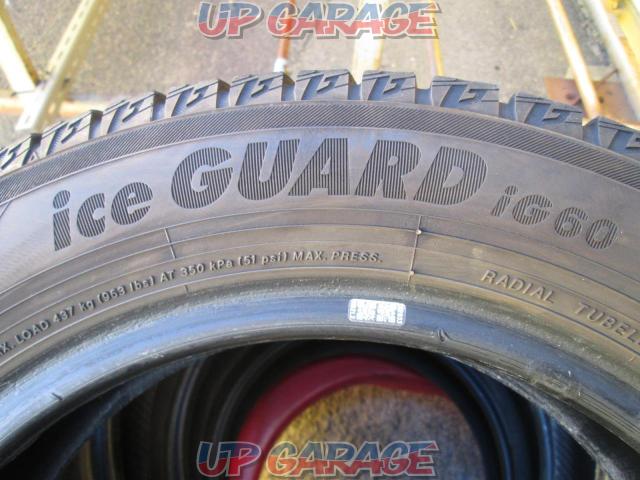 UP GARAGE
ice GUARD iG60
AX. LOAD 437 kg (963 lbs) AT 350 kPa (51 psi) MAX. PRESS.
RADIAL TUBELE
UP GARAGE